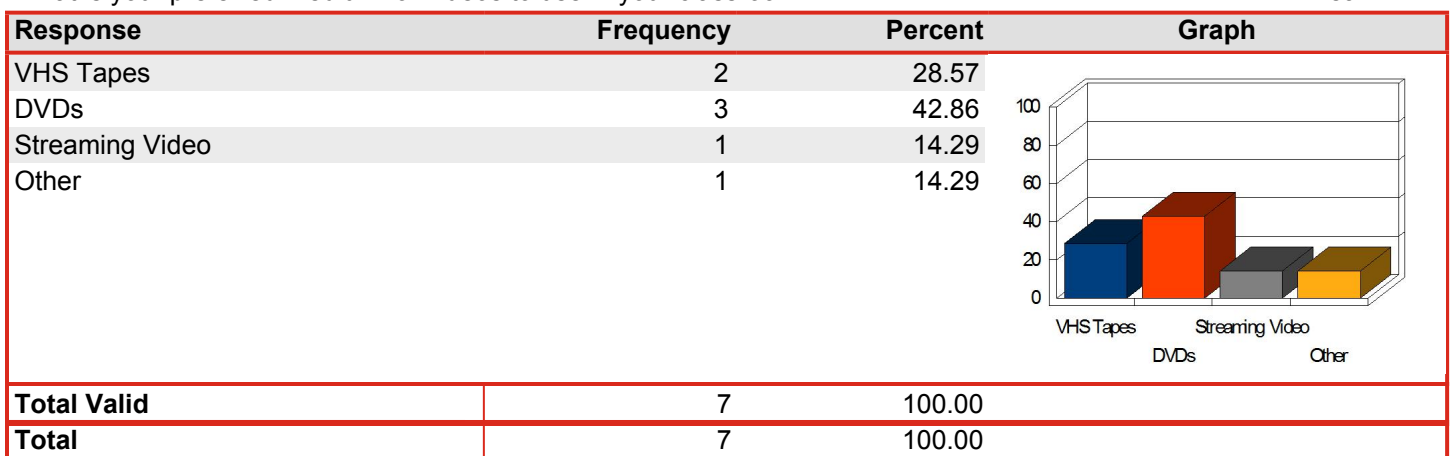 Response Frequency Percent Graph
VHS Tapes 2 28.57
DVDs 3 42.86
Streaming Video 1 14.29
Other 1 14.29
100
80
60
40
20
0
VHS Tapes Streaming Video
DVDs Other
Total Valid 7 100.00
Total 7 100.00